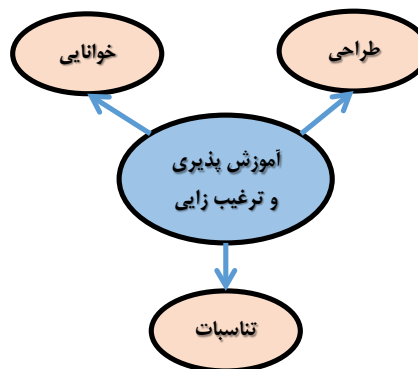 طراحی
خوانایی
آموزش پذیری
و ترغیب زایی
تناسبات